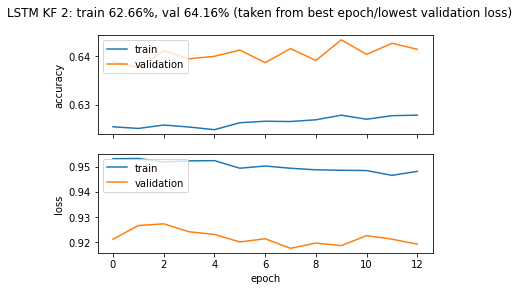 LSTM KF 2: train 62.66%, val 64.16% (taken from best epoch/lowest validation loss)
0.64
0.63
accuracy
train
validation
0.95
0.94
0.93
0.92
loss
train
validation
0 2 4 6 8 10 12
epoch